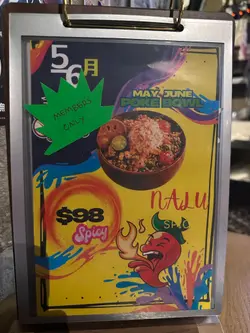 5
6月
MEMBERS
ONLY
MAY, JUNE
POKE BOWL
NALU
$98
Spicy